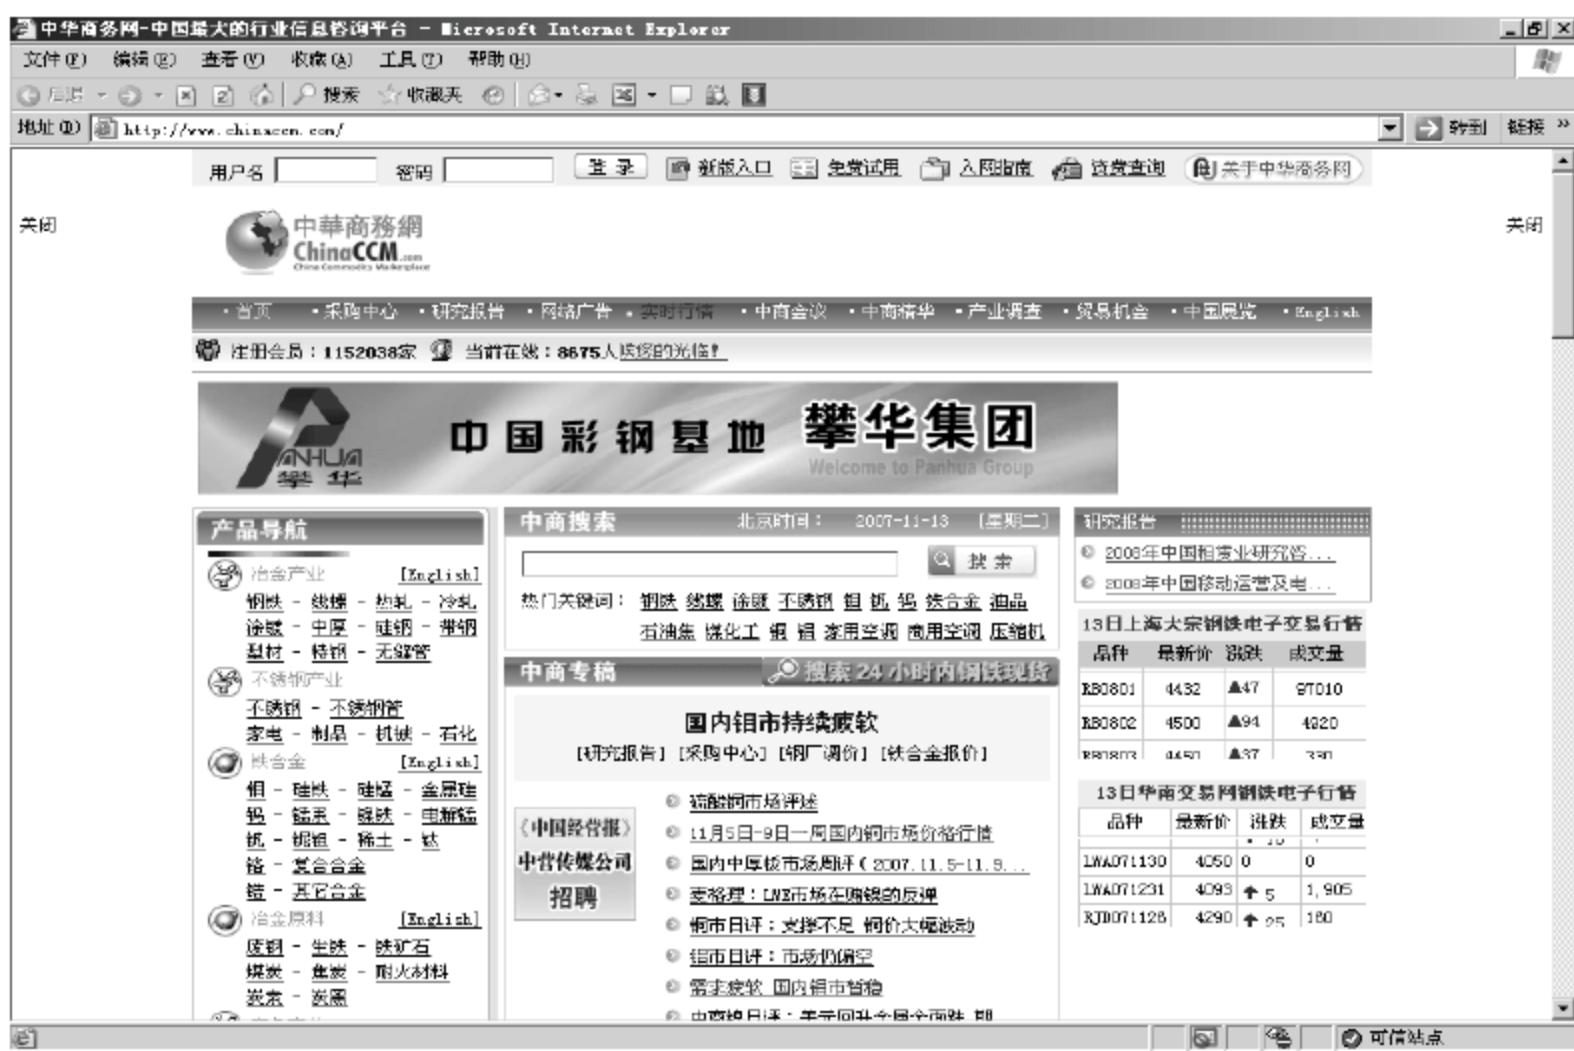 中华商务网-中国最大的行业信息咨询平台 - Microsoft Internet Explorer
文件(F) 编辑(E) 查看(V) 收藏(A) 工具(T) 帮助(H)
后退 搜索 收藏夹
地址(D) http://www.chinaccm.com/ 转到 链接 »
用户名 密码 登录 新版入口 免费试用 入网指南 资费查询 关于中华商务网
关闭 关闭
中華商務網
ChinaCCM.com
China Commodity Marketplace
·首页 ·采购中心 ·研究报告 ·网络广告 ·实时行情 ·中商会议 ·中商精华 ·产业调查 ·贸易机会 ·中国展览 ·English
注册会员：1152038家 当前在线：8675人
PANHUA
攀华
中国彩钢基地 攀华集团
Welcome to Panhua Group
产品导航
冶金产业 [English]
钢铁 - 线螺 - 热轧 - 冷轧
涂镀 - 中厚 - 硅钢 - 带钢
型材 - 特钢 - 无缝管
不锈钢产业
不锈钢 - 不锈钢管
家电 - 制品 - 机械 - 石化
铁合金 [English]
钼 - 硅铁 - 硅锰 - 金属硅
钨 - 锰系 - 镍铁 - 电解锰
钒 - 铌钽 - 稀土 - 钛
铬 - 复合合金
锆 - 其它合金
冶金原料 [English]
废钢 - 生铁 - 铁矿石
煤炭 - 焦炭 - 耐火材料
炭素 - 炭黑
中商搜索 北京时间： 2007-11-13 [星期二]
搜索
热门关键词： 钢铁 线螺 涂镀 不锈钢 钼 钒 钨 铁合金 油品
石油焦 煤化工 铜 铝 家用空调 商用空调 压缩机
中商专稿 搜索24小时内钢铁现货
国内钼市持续疲软
[研究报告] [采购中心] [钢厂调价] [铁合金报价]
《中国经营报》
中营传媒公司
招聘
硫酸铜市场评述
11月5日-9日一周国内铜市场价格行情
国内中厚板市场周评(2007.11.5-11.9...
麦格理：LME市场在赌镍的反弹
铜市日评：支撑不足 铜价大幅波动
铝市日评：市场仍偏空
需求疲软 国内钼市暂稳
研究报告
2008年中国租赁业研究咨...
2008年中国移动运营及电...
13日上海大宗钢铁电子交易行情
品种 最新价 涨跌 成交量
RB0801 4432 ▲47 97010
RB0802 4500 ▲94 4920
RB0803 4450 ▲37 330
13日华南交易网钢铁电子行情
品种 最新价 涨跌 成交量
LWA071130 4050 0 0
LWA071231 4093 ↑ 5 1,905
RJD071126 4290 ↑ 25 160
可信站点